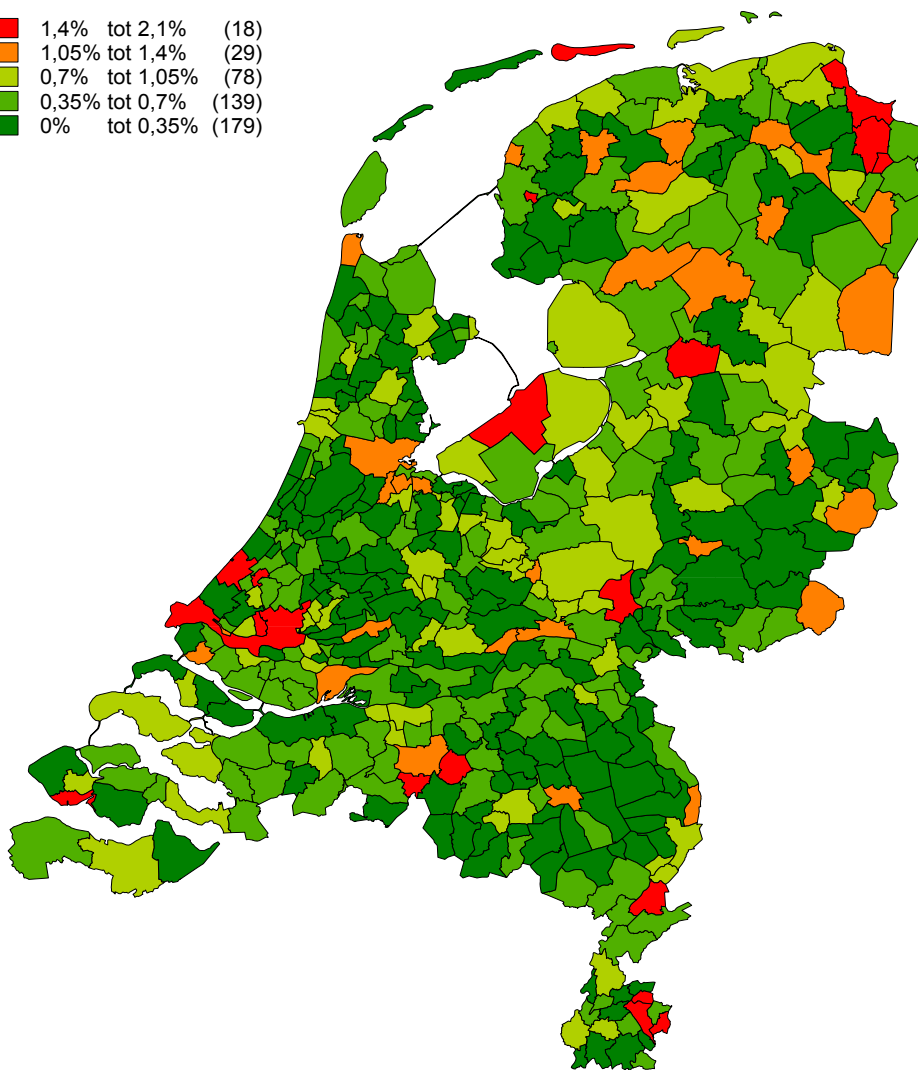 1,4% tot 2,1% (18)
1,05% tot 1,4% (29)
0,7% tot 1,05% (78)
0,35% tot 0,7% (139)
0% tot 0,35% (179)